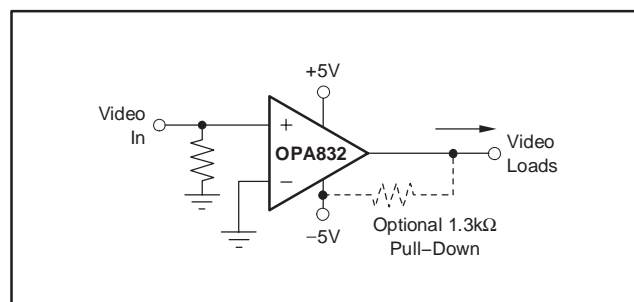 +5V
Video
In
+
OPA832
−
Video
Loads
−5V
Optional 1.3kΩ
Pull−Down